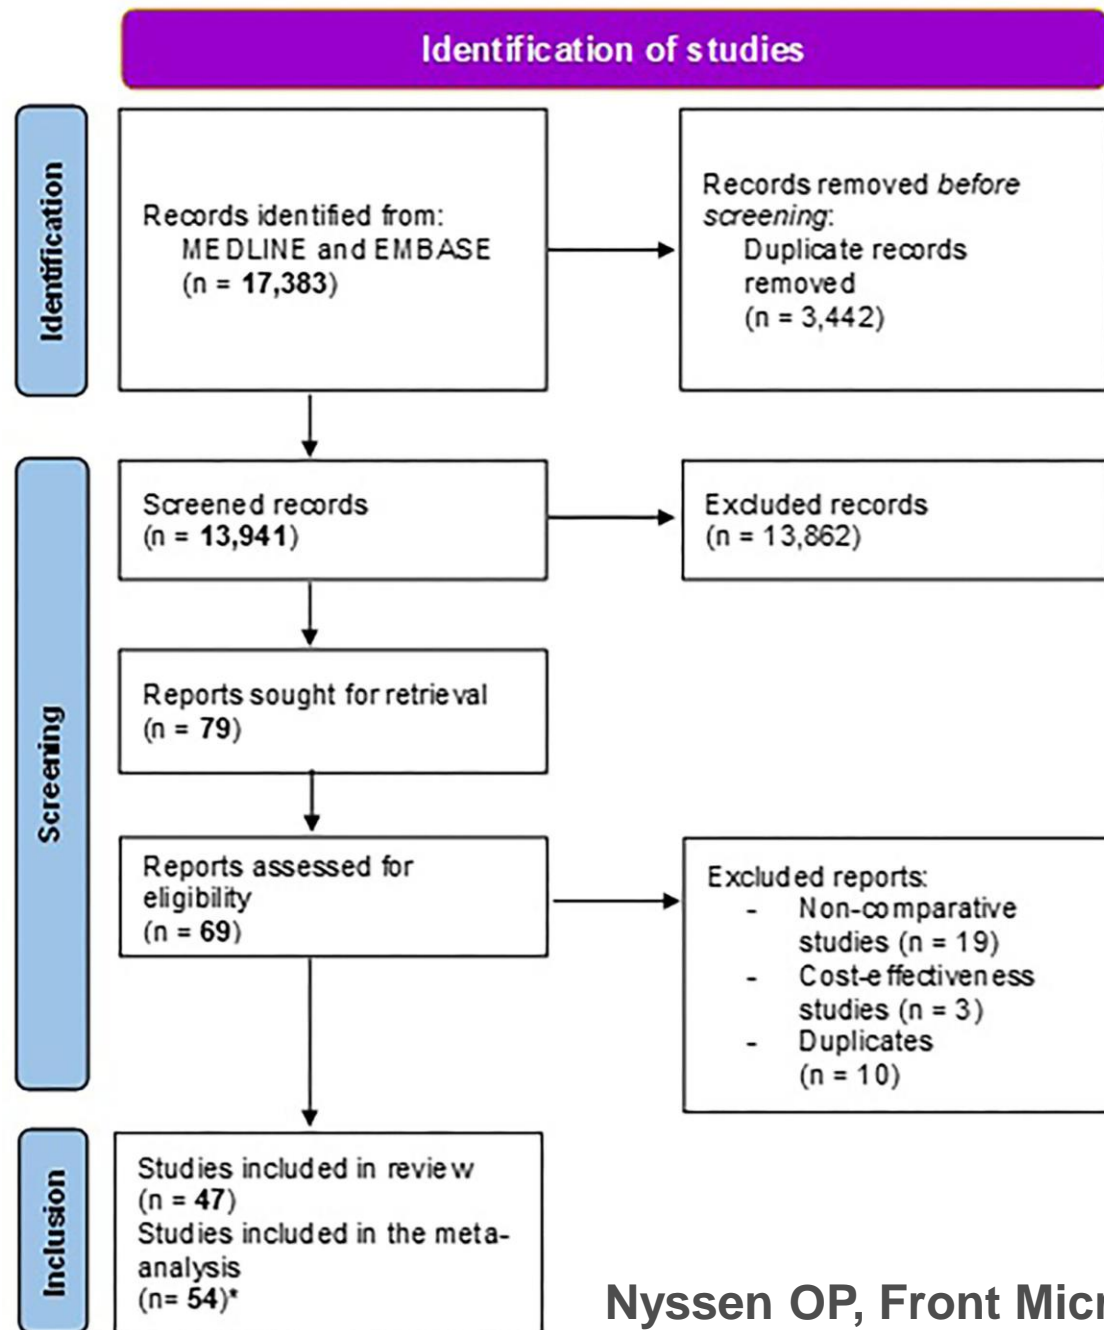 Identification of studies
Identification
Records identified from:
MEDLINE and EMBASE
(n = 17,383)
Records removed before
screening:
Duplicate records
removed
(n = 3,442)
Screening
Screened records
(n = 13,941)
Excluded records
(n = 13,862)
Reports sought for retrieval
(n = 79)
Reports assessed for
eligibility
(n = 69)
Excluded reports:
- Non-comparative
studies (n = 19)
- Cost-effectiveness
studies (n = 3)
- Duplicates
(n = 10)
Inclusion
Studies included in review
(n = 47)
Studies included in the meta-
analysis
(n= 54)*
Nyssen OP, Front Micr